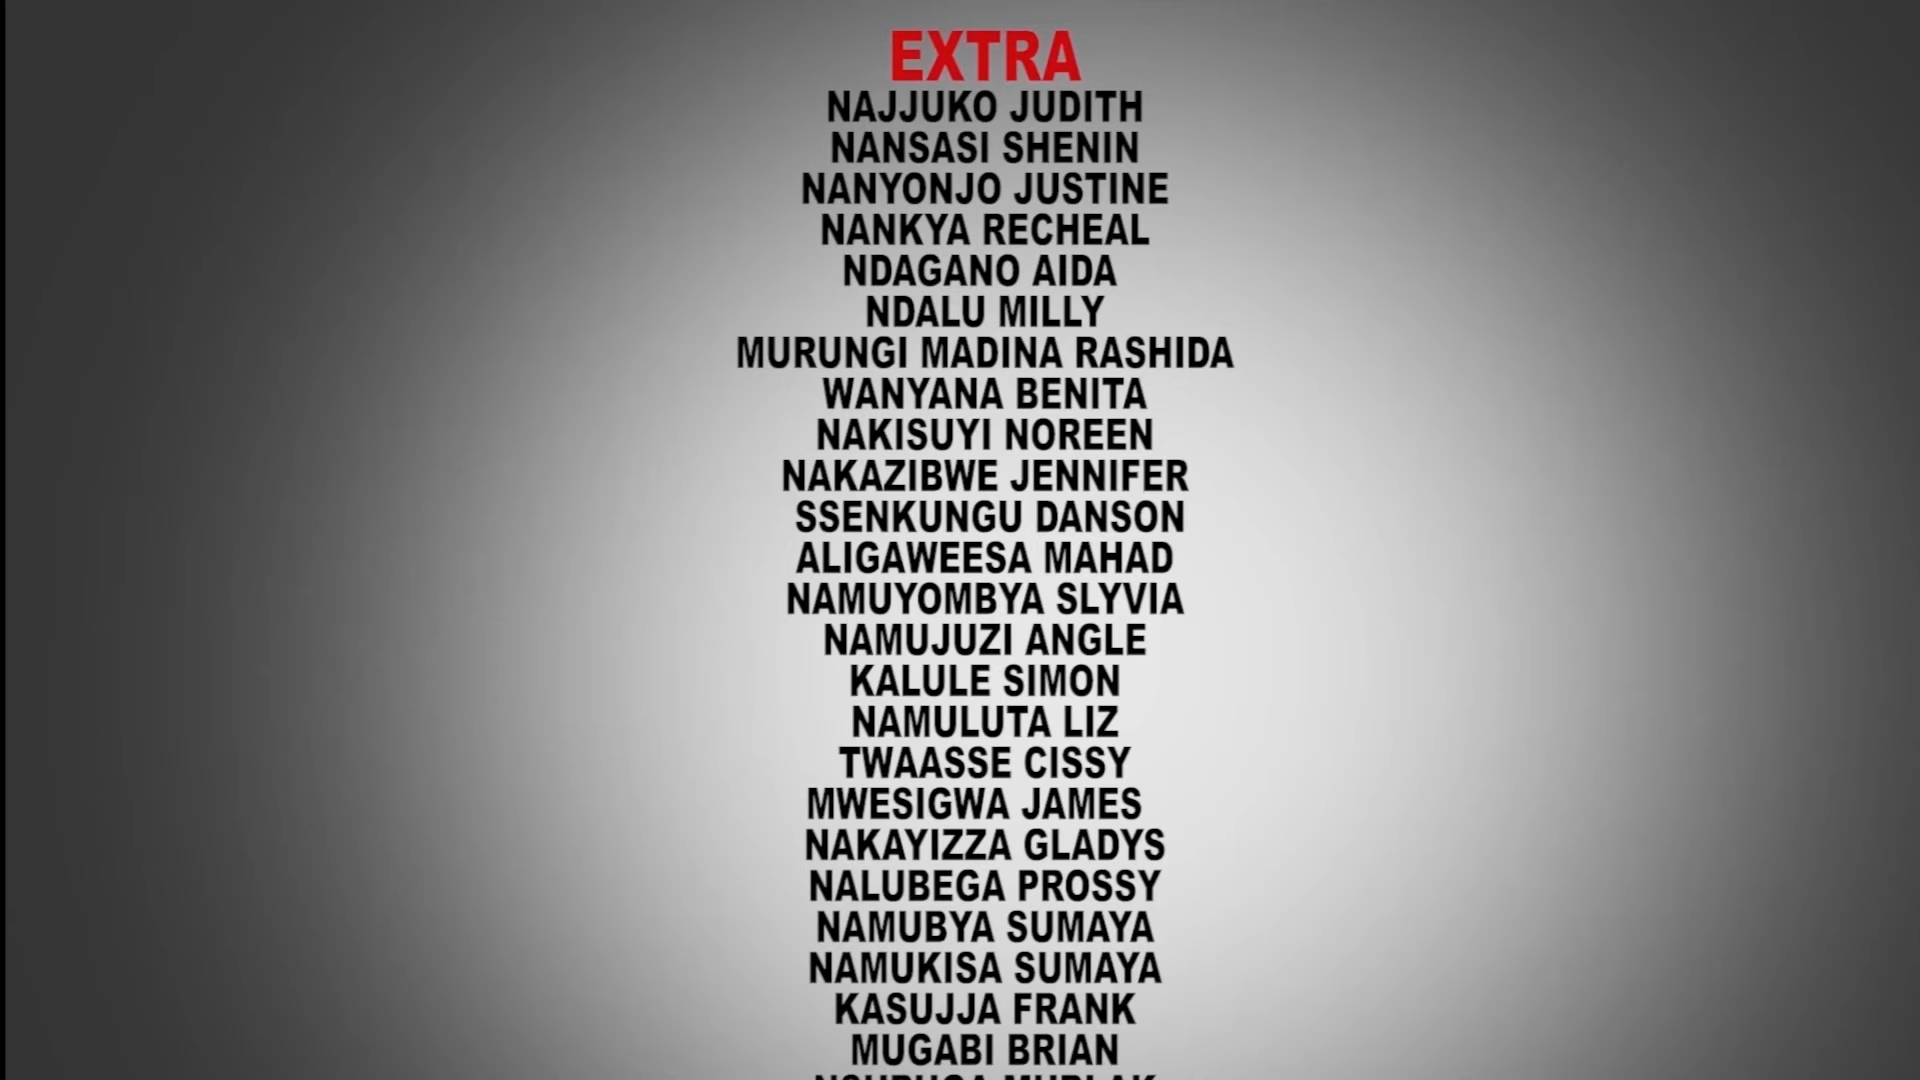 EXTRA
NAJJUKO JUDITH
NANSASI SHENIN
NANYONJO JUSTINE
NANKYA RECHEAL
NDAGANO AIDA
NDALU MILLY
MURUNGI MADINA RASHIDA
WANYANA BENITA
NAKISUYI NOREEN
NAKAZIBWE JENNIFER
SSENKUNGU DANSON
ALIGAWEESA MAHAD
NAMUYOMBYA SLYVIA
NAMUJUZI ANGLE
KALULE SIMON
NAMULUTA LIZ
TWAASSE CISSY
MWESIGWA JAMES
NAKAYIZZA GLADYS
NALUBEGA PROSSY
NAMUBYA SUMAYA
NAMUKISA SUMAYA
KASUJJA FRANK
MUGABI BRIAN